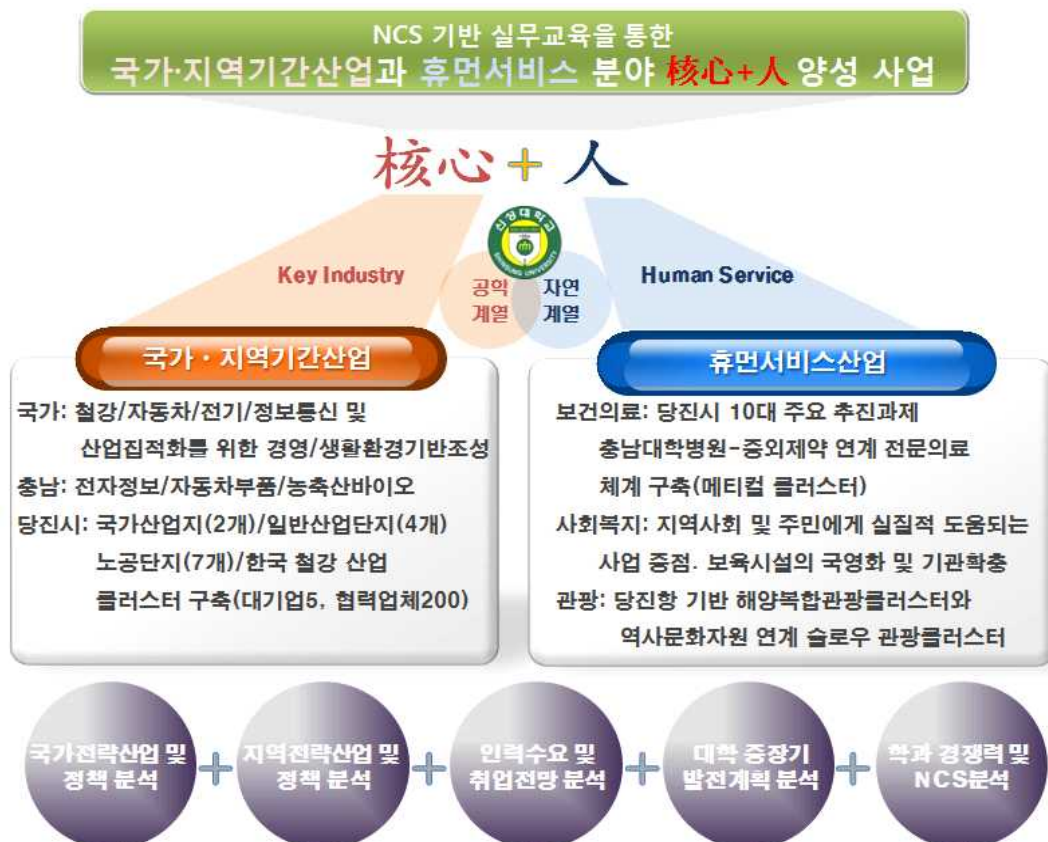 NCS 기반 실무교육을 통한
국가·지역기간산업과 휴먼서비스 분야 核心+人 양성 사업
核心 + 人
신성대학교
SHINSUNG UNIVERSITY
Key Industry
공학
계열
자연
계열
Human Service
국가·지역기간산업
국가: 철강/자동차/전기/정보통신 및
산업집적화를 위한 경영/생활환경기반조성
충남: 전자정보/자동차부품/농축산바이오
당진시: 국가산업지(2개)/일반산업단지(4개)
노공단지(7개)/한국 철강 산업
클러스터 구축(대기업5, 협력업체200)
휴먼서비스산업
보건의료: 당진시 10대 주요 추진과제
충남대학병원-중외제약 연계 전문의료
체계 구축(메티컬 클러스터)
사회복지: 지역사회 및 주민에게 실질적 도움되는
사업 중점. 보육시설의 국영화 및 기관확충
관광: 당진항 기반 해양복합관광클러스터와
역사문화자원 연계 슬로우 관광클러스터
국가전략산업 및
정책 분석
+
지역전략산업 및
정책 분석
+
인력수요 및
취업전망 분석
+
대학 중장기
발전계획 분석
+
학과 경쟁력 및
NCS분석